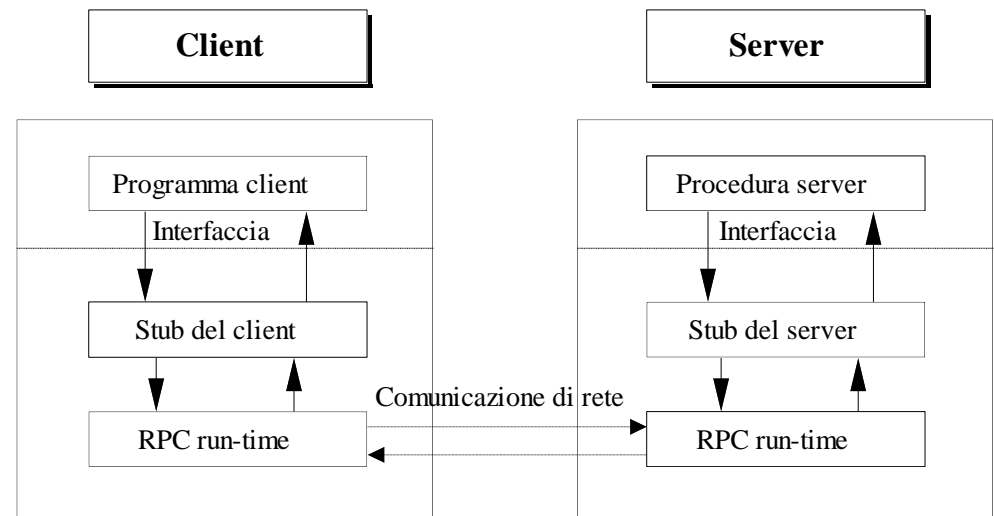 Client
Server
Programma client
Procedura server
Interfaccia
Interfaccia
Stub del client
Stub del server
Comunicazione di rete
RPC run-time
RPC run-time